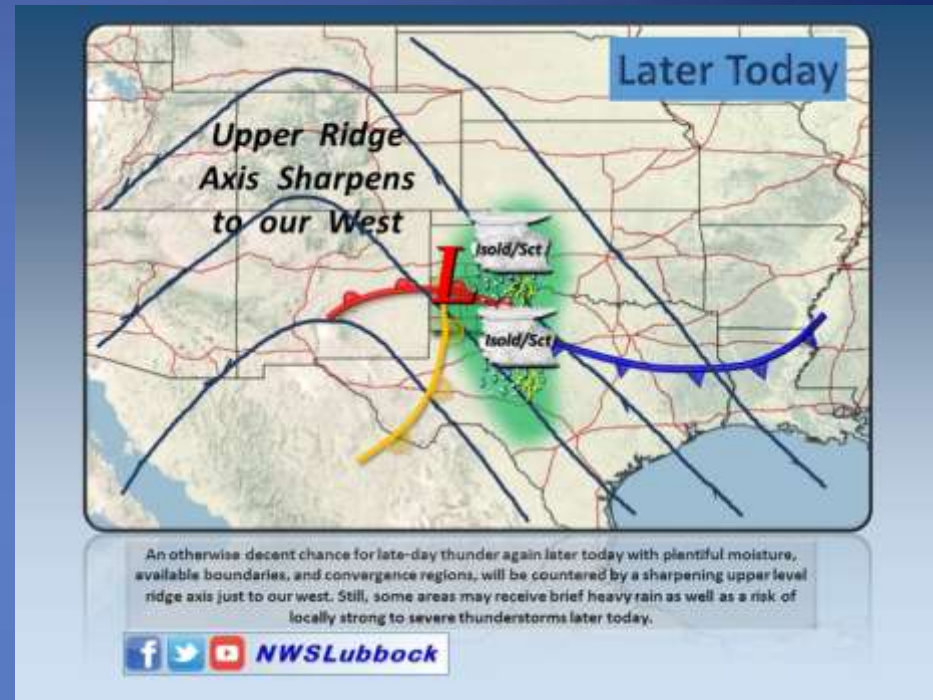 Later Today
Upper Ridge
Axis Sharpens
to our West
Isold/Sct
L
Isold/Sct
An otherwise decent chance for late-day thunder again later today with plentiful moisture,
available boundaries, and convergence regions, will be countered by a sharpening upper level
ridge axis just to our west. Still, some areas may receive brief heavy rain as well as a risk of
locally strong to severe thunderstorms later today.
NWSLubbock